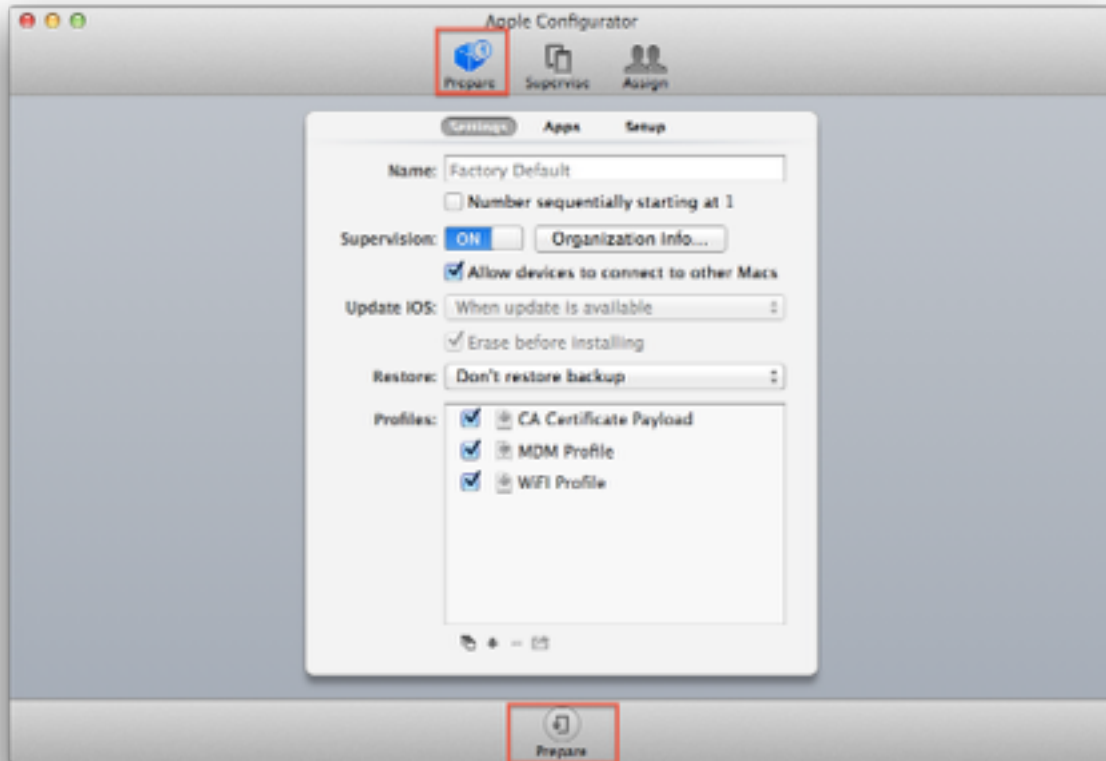 Apple Configurator
Prepare Supervise Assign
Settings Apps Setup
Name: Factory Default
Number sequentially starting at 1
Supervision: ON Organization Info...
Allow devices to connect to other Macs
Update iOS: When update is available
Erase before installing
Restore: Don't restore backup
Profiles: CA Certificate Payload
MDM Profile
WiFi Profile
Prepare